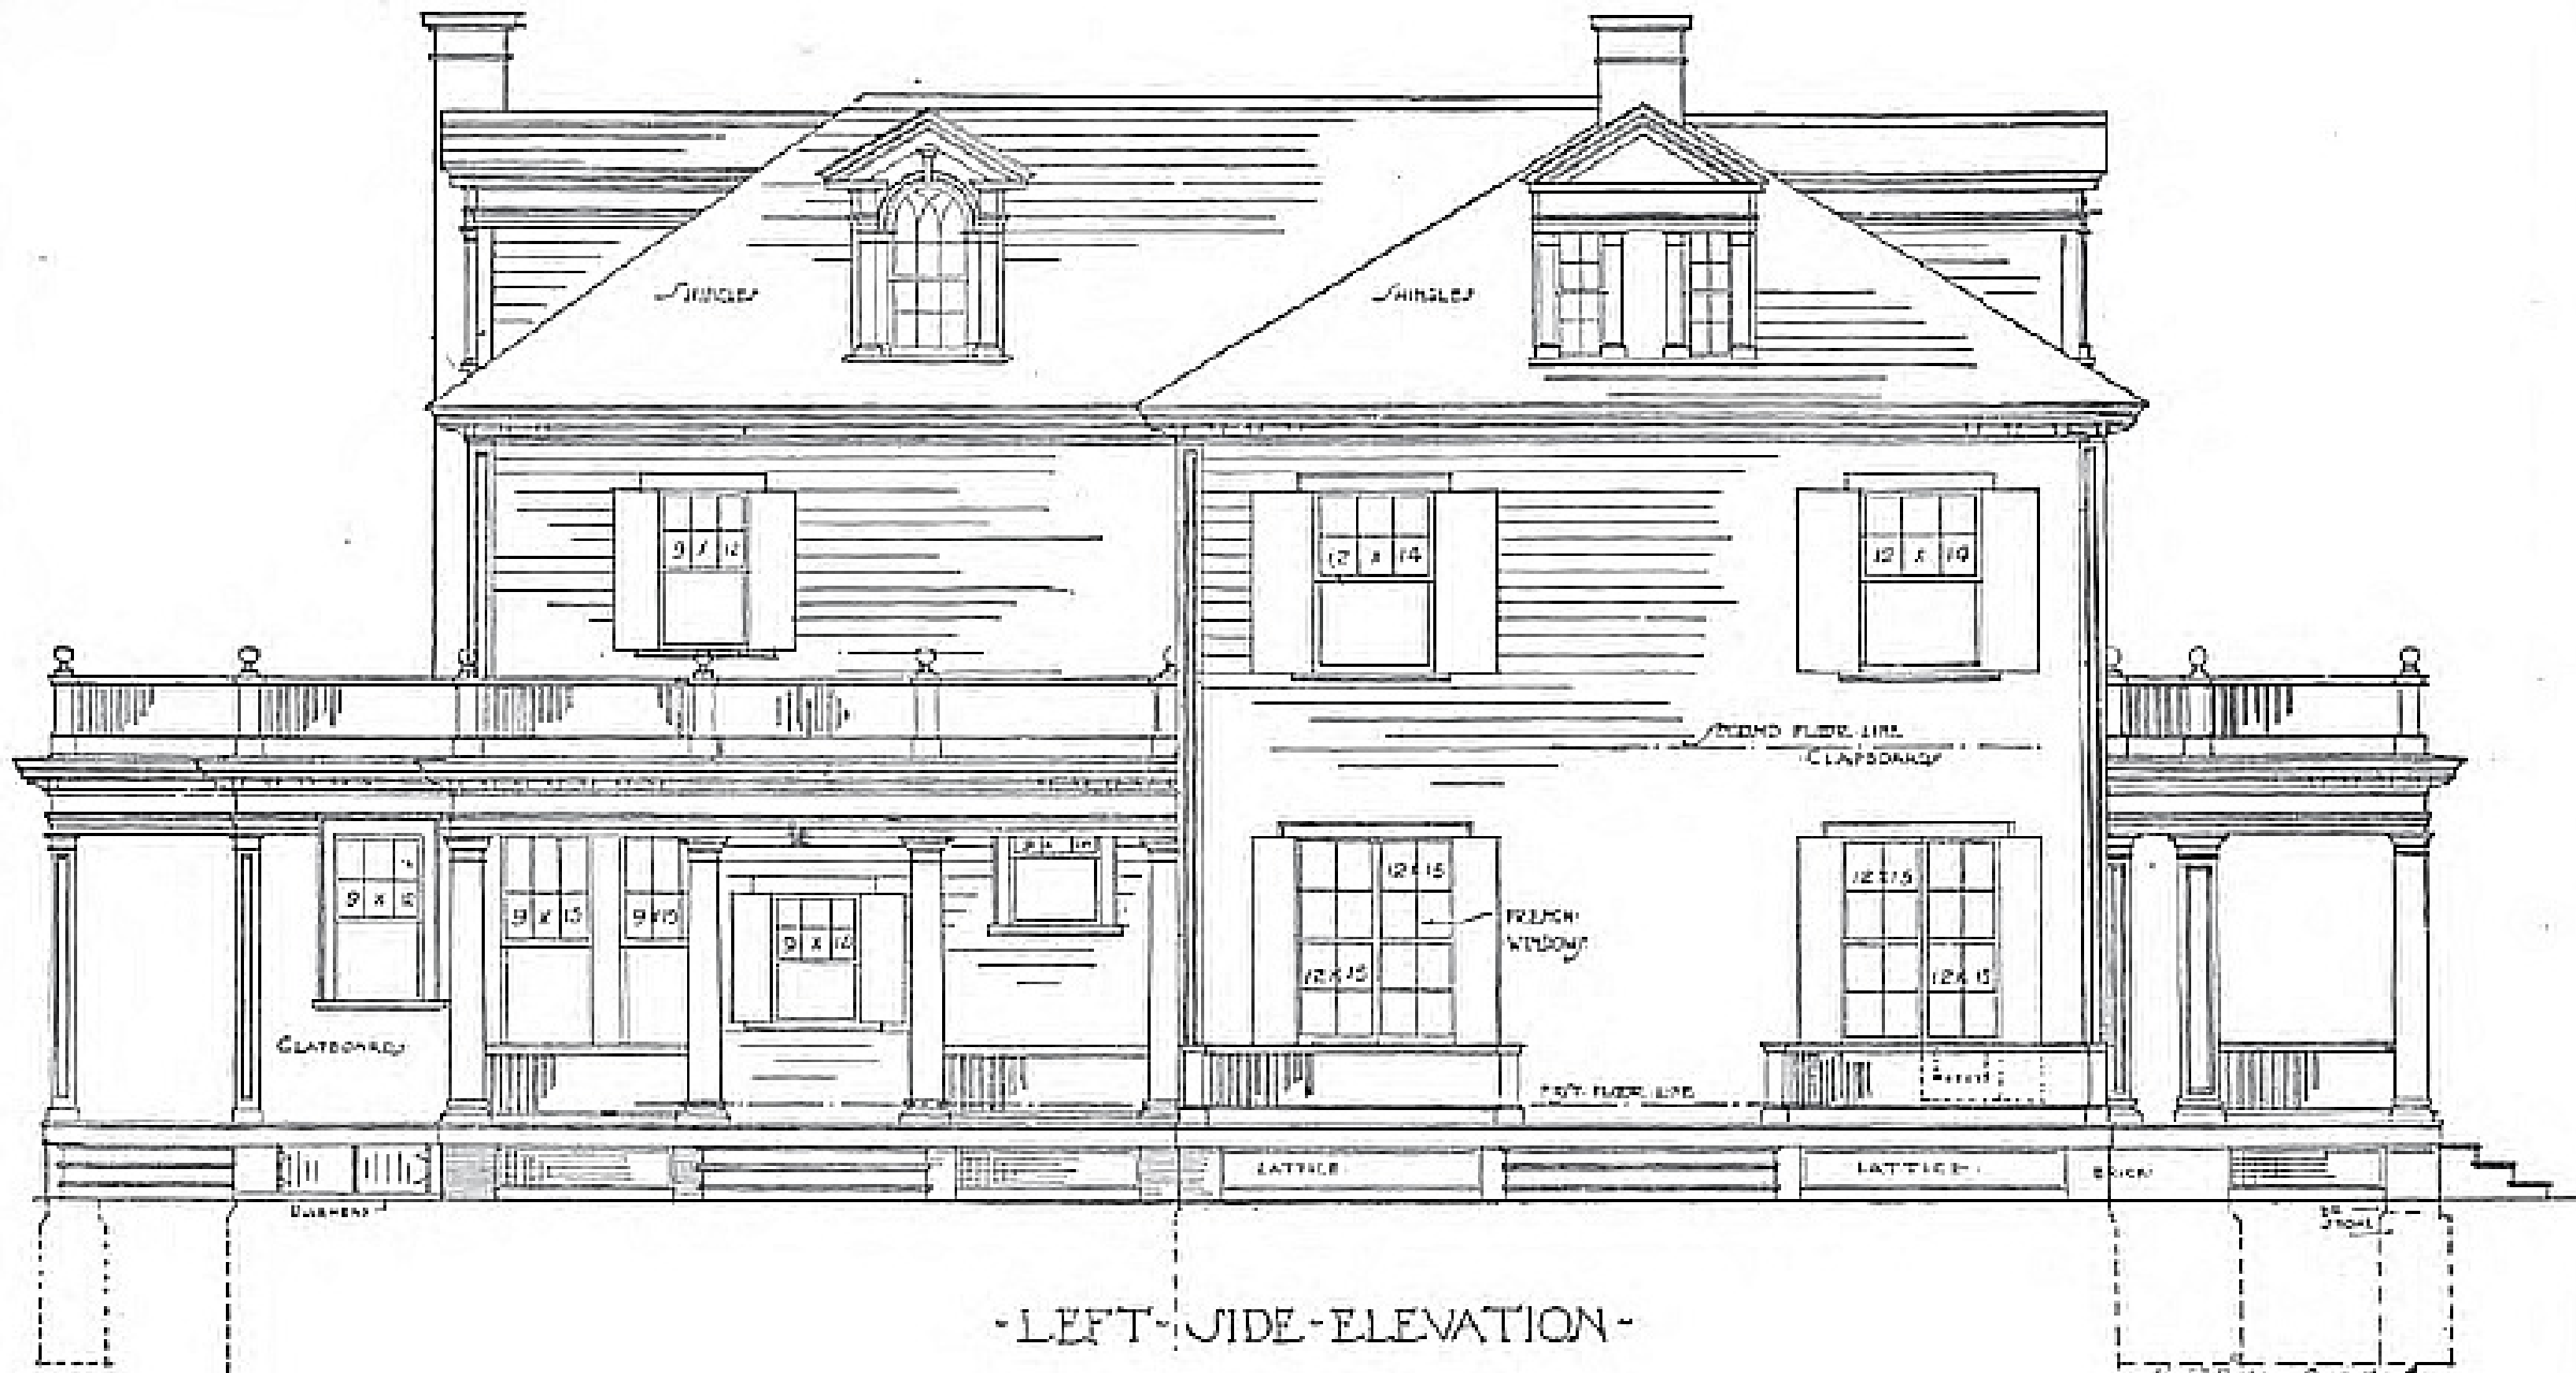 SHINGLES
SHINGLES
9 X 12
12 X 14
12 X 14
SECOND FLOOR LINE
CLAPBOARDS
9 X 12
9 X 15
9 X 15
9 X 10
12 X 15
12 X 15
FRENCH
WINDOWS
12 X 15
12 X 15
CLAPBOARDS
FIRST FLOOR LINE
LATTICE
LATTICE
BRICK
-LEFT-SIDE-ELEVATION-